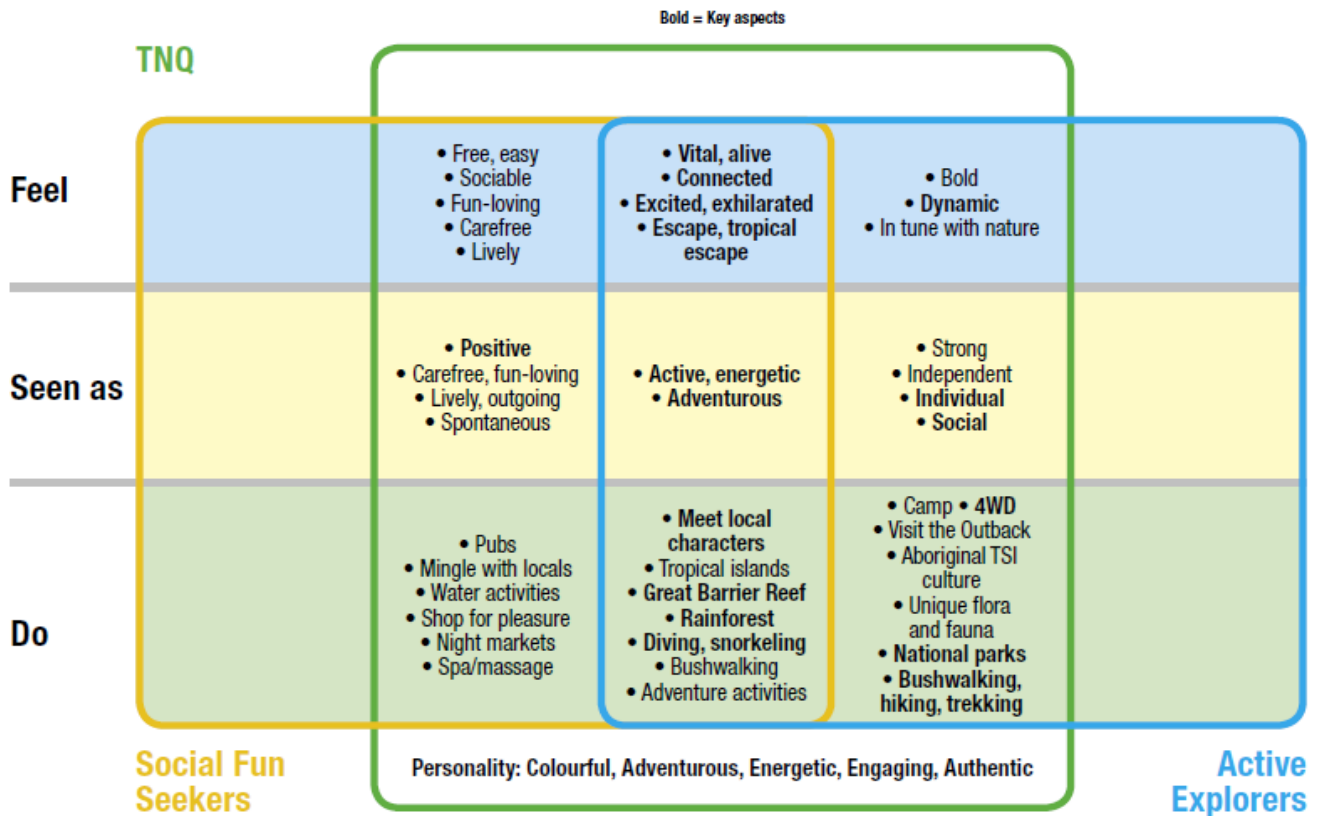 Bold = Key aspects
TNQ
Feel
• Free, easy
• Sociable
• Fun-loving
• Carefree
• Lively
• Vital, alive
• Connected
• Excited, exhilarated
• Escape, tropical
escape
• Bold
• Dynamic
• In tune with nature
Seen as
• Positive
• Carefree, fun-loving
• Lively, outgoing
• Spontaneous
• Active, energetic
• Adventurous
• Strong
• Independent
• Individual
• Social
Do
• Pubs
• Mingle with locals
• Water activities
• Shop for pleasure
• Night markets
• Spa/massage
• Meet local
characters
• Tropical islands
• Great Barrier Reef
• Rainforest
• Diving, snorkeling
• Bushwalking
• Adventure activities
• Camp • 4WD
• Visit the Outback
• Aboriginal TSI
culture
• Unique flora
and fauna
• National parks
• Bushwalking,
hiking, trekking
Social Fun
Seekers
Personality: Colourful, Adventurous, Energetic, Engaging, Authentic
Active
Explorers